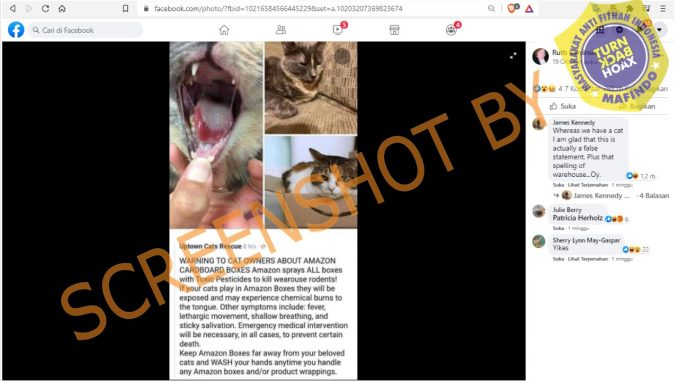 facebook.com/photo/?fbid=10216584566445229&set=a.10203207369823674
Cari di Facebook
5
4
MASYARAKAT ANTI FITNAH INDONESIA
TURN
BACK
HOAX
MAFINDO
SCREENSHOT BY
Uptown Cats Rescue
WARNING TO CAT OWNERS ABOUT AMAZON
CARDBOARD BOXES Amazon sprays ALL boxes
with Toxic Pesticides to kill wearouse rodents!
If your cats play in Amazon Boxes they will be
exposed and may experience chemical burns to
the tongue. Other symptoms include: fever,
lethargic movement, shallow breathing, and
sticky salivation. Emergency medical intervention
will be necessary, in all cases, to prevent certain
death.
Keep Amazon Boxes far away from your beloved
cats and WASH your hands anytime you handle
any Amazon boxes and/or product wrappings.
Suka
Bagikan
James Kennedy
Whereas we have a cat
I am glad that this is
actually a false
statement. Plus that
spelling of
warehouse...Oy.
1,2 rb
Suka · Lihat Terjemahan · 1 minggu
James Kennedy ... · 4 Balasan
Julie Berry
Patricia Herholz
6
Suka · 1 minggu
Sherry Lynn May-Gaspar
Yikes
22
Suka · Lihat Terjemahan · 1 minggu